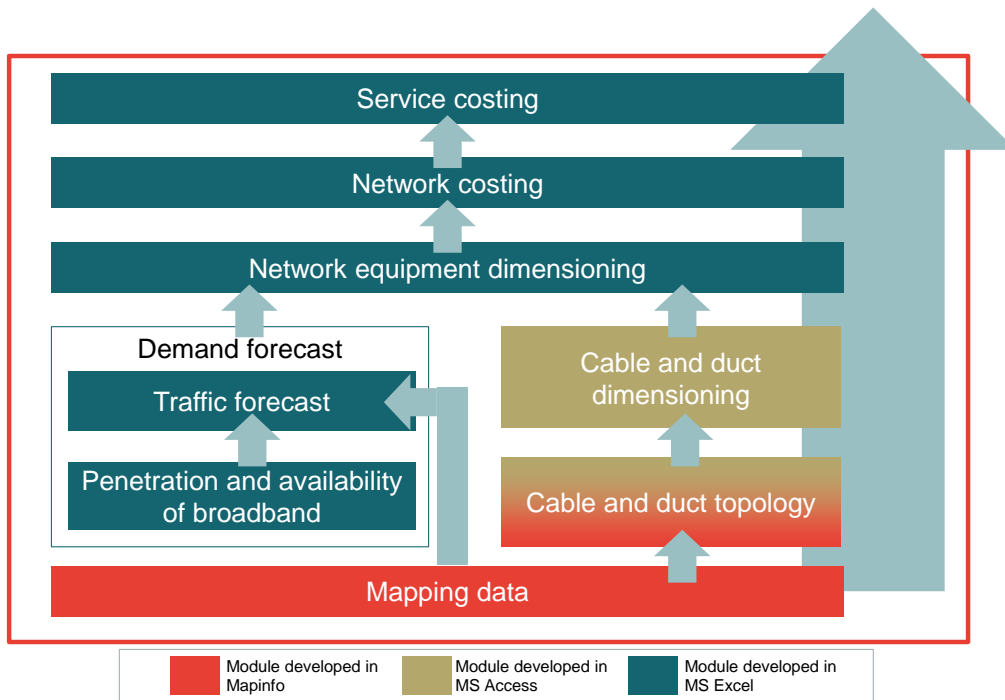 Service costing
Network costing
Network equipment dimensioning
Demand forecast
Traffic forecast
Penetration and availability
of broadband
Cable and duct
dimensioning
Cable and duct topology
Mapping data
Module developed in
Mapinfo
Module developed in
MS Access
Module developed in
MS Excel